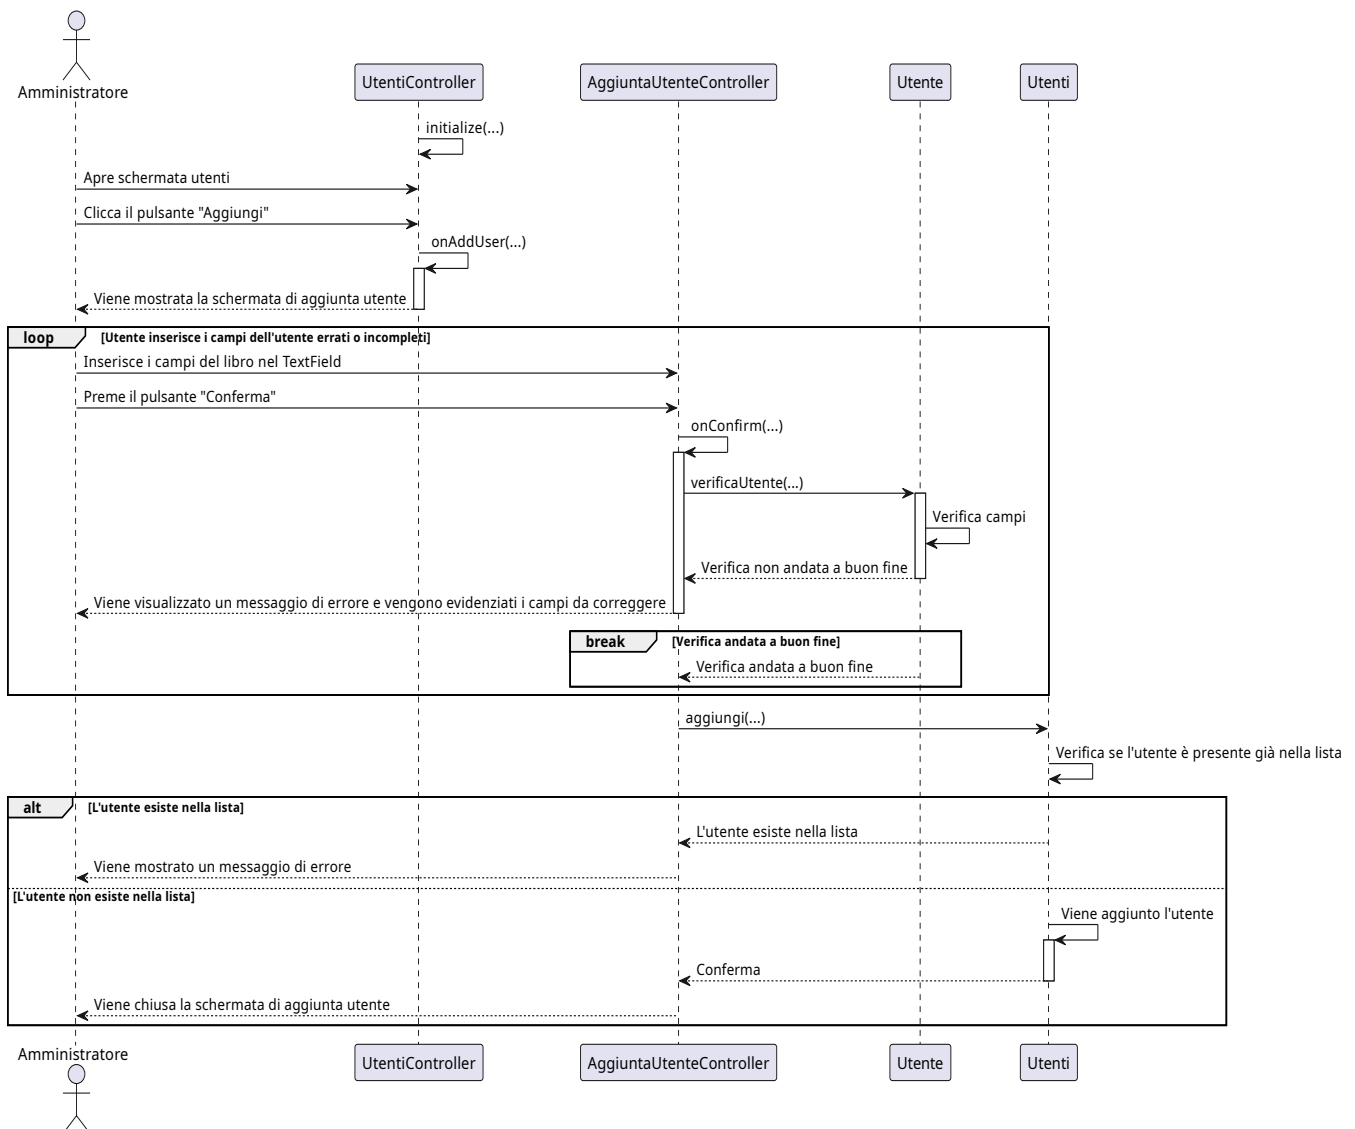 Amministratore
UtentiController
AggiuntaUtenteController
Utente
Utenti
initialize(...)
Apre schermata utenti
Clicca il pulsante "Aggiungi"
onAddUser(...)
Viene mostrata la schermata di aggiunta utente
loop
[Utente inserisce i campi dell'utente errati o incompleti]
Inserisce i campi del libro nel TextField
Preme il pulsante "Conferma"
onConfirm(...)
verificaUtente(...)
Verifica campi
Verifica non andata a buon fine
Viene visualizzato un messaggio di errore e vengono evidenziati i campi da correggere
break
[Verifica andata a buon fine]
Verifica andata a buon fine
aggiungi(...)
Verifica se l'utente è presente già nella lista
alt
[L'utente esiste nella lista]
L'utente esiste nella lista
Viene mostrato un messaggio di errore
[L'utente non esiste nella lista]
Viene aggiunto l'utente
Conferma
Viene chiusa la schermata di aggiunta utente
Amministratore
UtentiController
AggiuntaUtenteController
Utente
Utenti